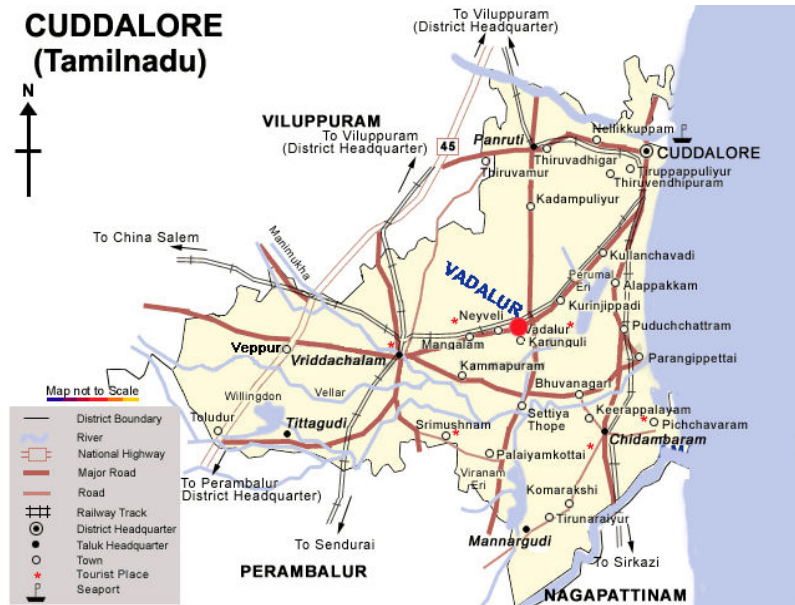 CUDDALORE
(Tamilnadu)
N
To Viluppuram
(District Headquarter)
VILUPPURAM
To Viluppuram
(District Headquarter)
45
Panruti
Nellikkuppam
CUDDALORE
Thiruvadhigar
Thiruvamur
Tiruppappuliyur
Thiruvendhipuram
Kadampuliyur
To China Salem
Manimukha
Kullanchavadi
VADALUR
Perumal
Eri
Alappakkam
Kurinjippadi
Neyveli
Vadalur
Puduchchattram
Mangalam
Karunguli
Veppur
Vriddachalam
Parangippettai
Kammapuram
Map not to Scale
Willingdon
Vellar
Bhuvanagari
District Boundary
Toludur
Tittagudi
Srimushnam
Settiya
Thope
Keerappalayam
Pichchavaram
River
Chidambaram
National Highway
Palaiyamkottai
Major Road
To Perambalur
(District Headquarter)
Viranam
Eri
Road
Komarakshi
Railway Track
Tirunaraiyur
District Headquarter
Mannargudi
Taluk Headquarter
To Sendurai
Town
To Sirkazi
Tourist Place
PERAMBALUR
Seaport
NAGAPATTINAM